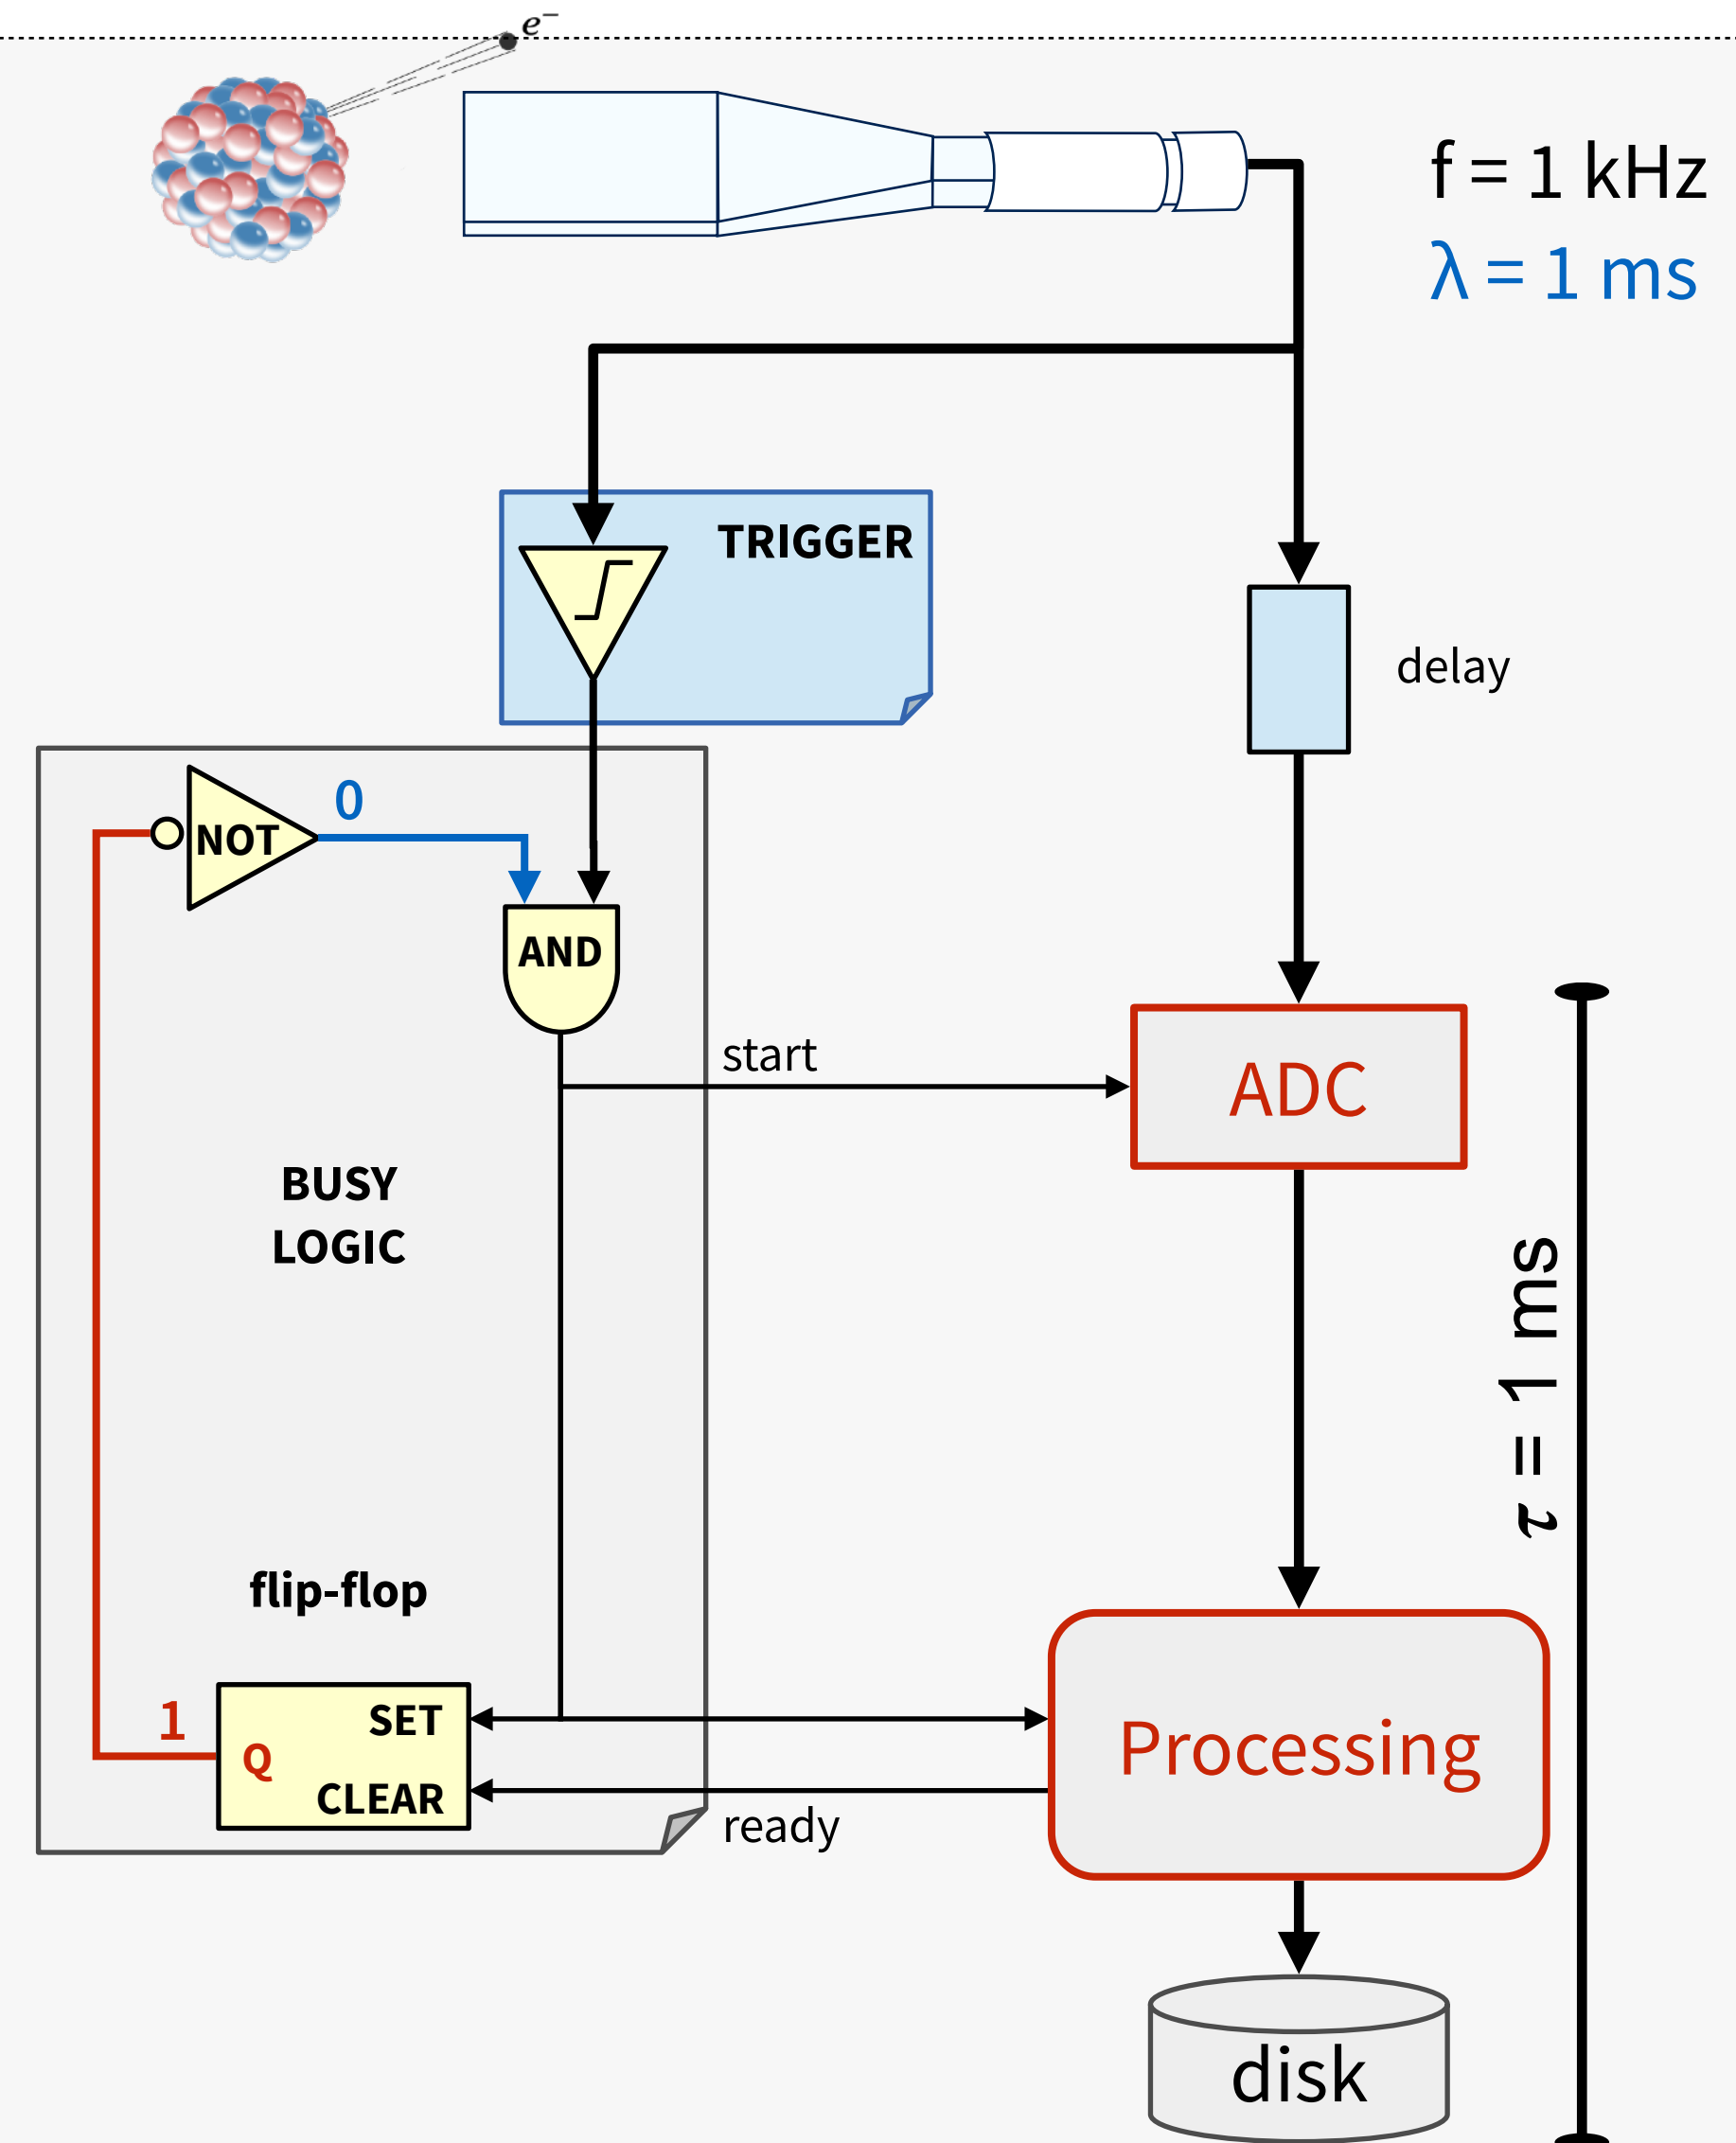 e⁻
f = 1 kHz
λ = 1 ms
TRIGGER
delay
NOT
0
AND
start
ADC
BUSY
LOGIC
τ = 1 ms
flip-flop
1
Q
SET
CLEAR
ready
Processing
disk